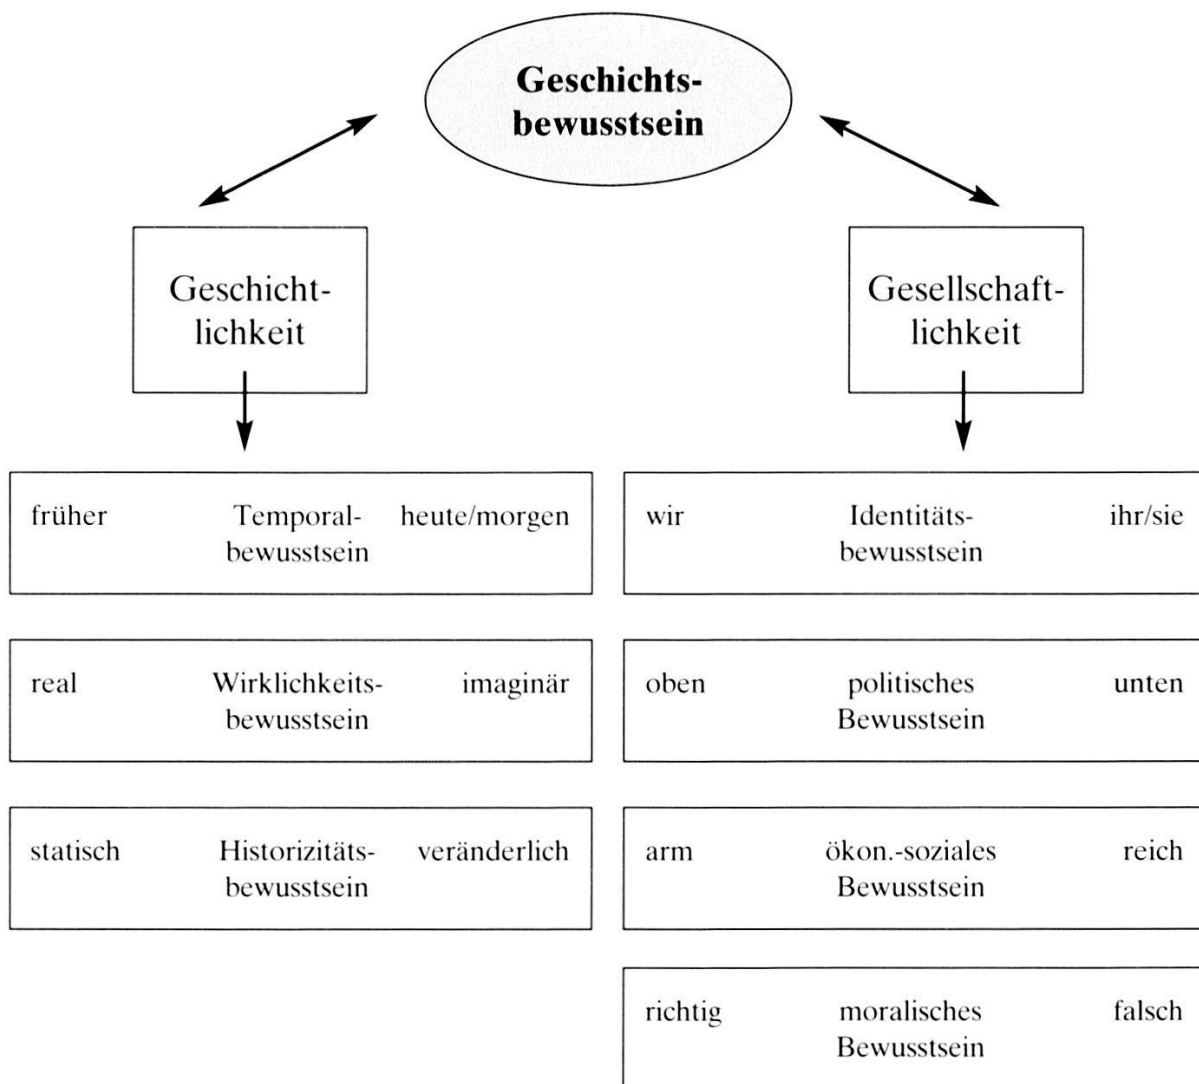 Geschichts-
bewusstsein
Geschicht-
lichkeit
Gesellschaft-
lichkeit
früher Temporal- heute/morgen
bewusstsein
wir Identitäts- ihr/sie
bewusstsein
real Wirklichkeits- imaginär
bewusstsein
oben politisches unten
Bewusstsein
statisch Historizitäts- veränderlich
bewusstsein
arm ökon.-soziales reich
Bewusstsein
richtig moralisches falsch
Bewusstsein